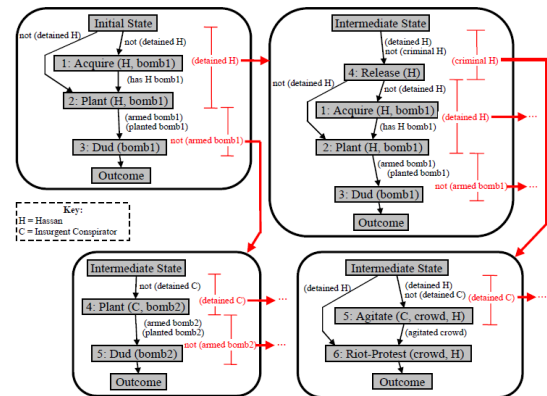 Initial State
not (detained H)
not (detained H)
1: Acquire (H, bomb1)
(has H bomb1)
2: Plant (H, bomb1)
(armed bomb1)
(planted bomb1)
3: Dud (bomb1)
Outcome
(detained H)
not (armed bomb1)
Intermediate State
(detained H)
not (criminal H)
4: Release (H)
not (detained H)
not (detained H)
1: Acquire (H, bomb1)
(has H bomb1)
2: Plant (H, bomb1)
(armed bomb1)
(planted bomb1)
3: Dud (bomb1)
Outcome
(criminal H)
(detained H)
...
not (armed bomb1)
...
Key:
H = Hassan
C = Insurgent Conspirator
Intermediate State
not (detained C)
4: Plant (C, bomb2)
(armed bomb2)
(planted bomb2)
5: Dud (bomb2)
Outcome
(detained C)
...
not (armed bomb2)
...
Intermediate State
(detained H)
(detained H)
not (detained C)
5: Agitate (C, crowd, H)
(agitated crowd)
6: Riot-Protest (crowd, H)
Outcome
(detained C)
...